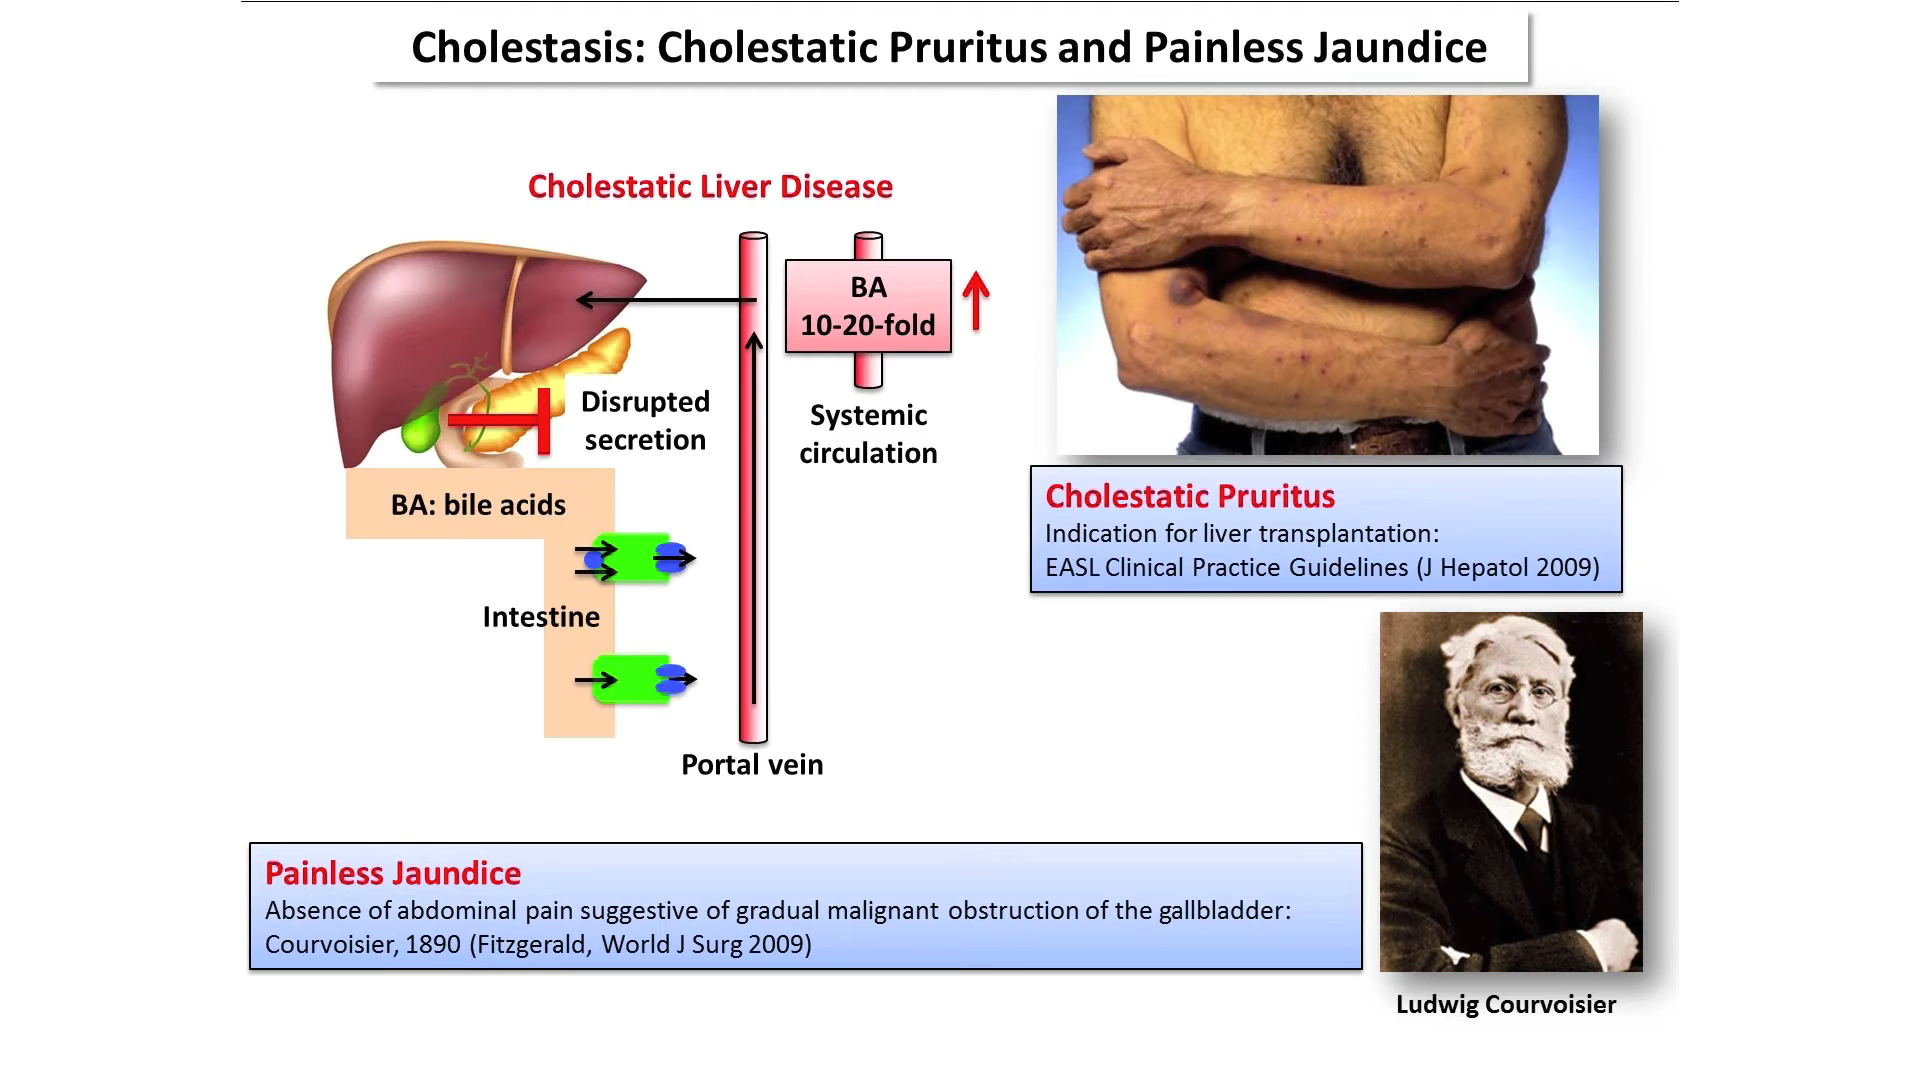 Cholestasis: Cholestatic Pruritus and Painless Jaundice
Cholestatic Liver Disease
BA
10-20-fold
Disrupted
secretion
Systemic
circulation
BA: bile acids
Intestine
Portal vein
Cholestatic Pruritus
Indication for liver transplantation:
EASL Clinical Practice Guidelines (J Hepatol 2009)
Painless Jaundice
Absence of abdominal pain suggestive of gradual malignant obstruction of the gallbladder:
Courvoisier, 1890 (Fitzgerald, World J Surg 2009)
Ludwig Courvoisier